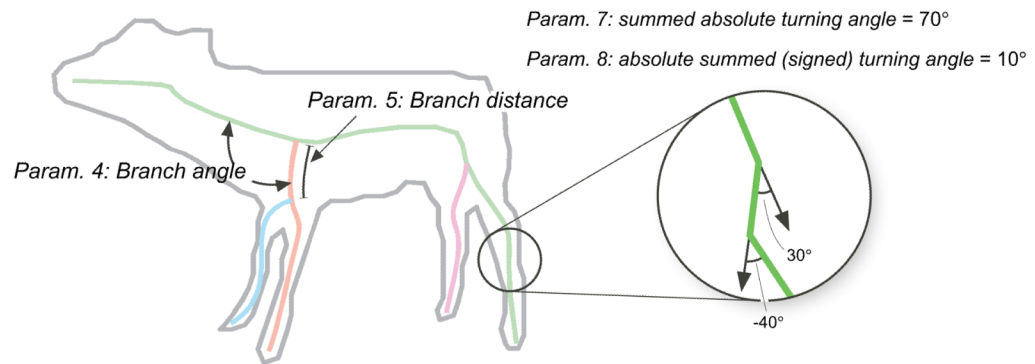 Param. 7: summed absolute turning angle = 70°
Param. 8: absolute summed (signed) turning angle = 10°
Param. 5: Branch distance
Param. 4: Branch angle
30°
-40°